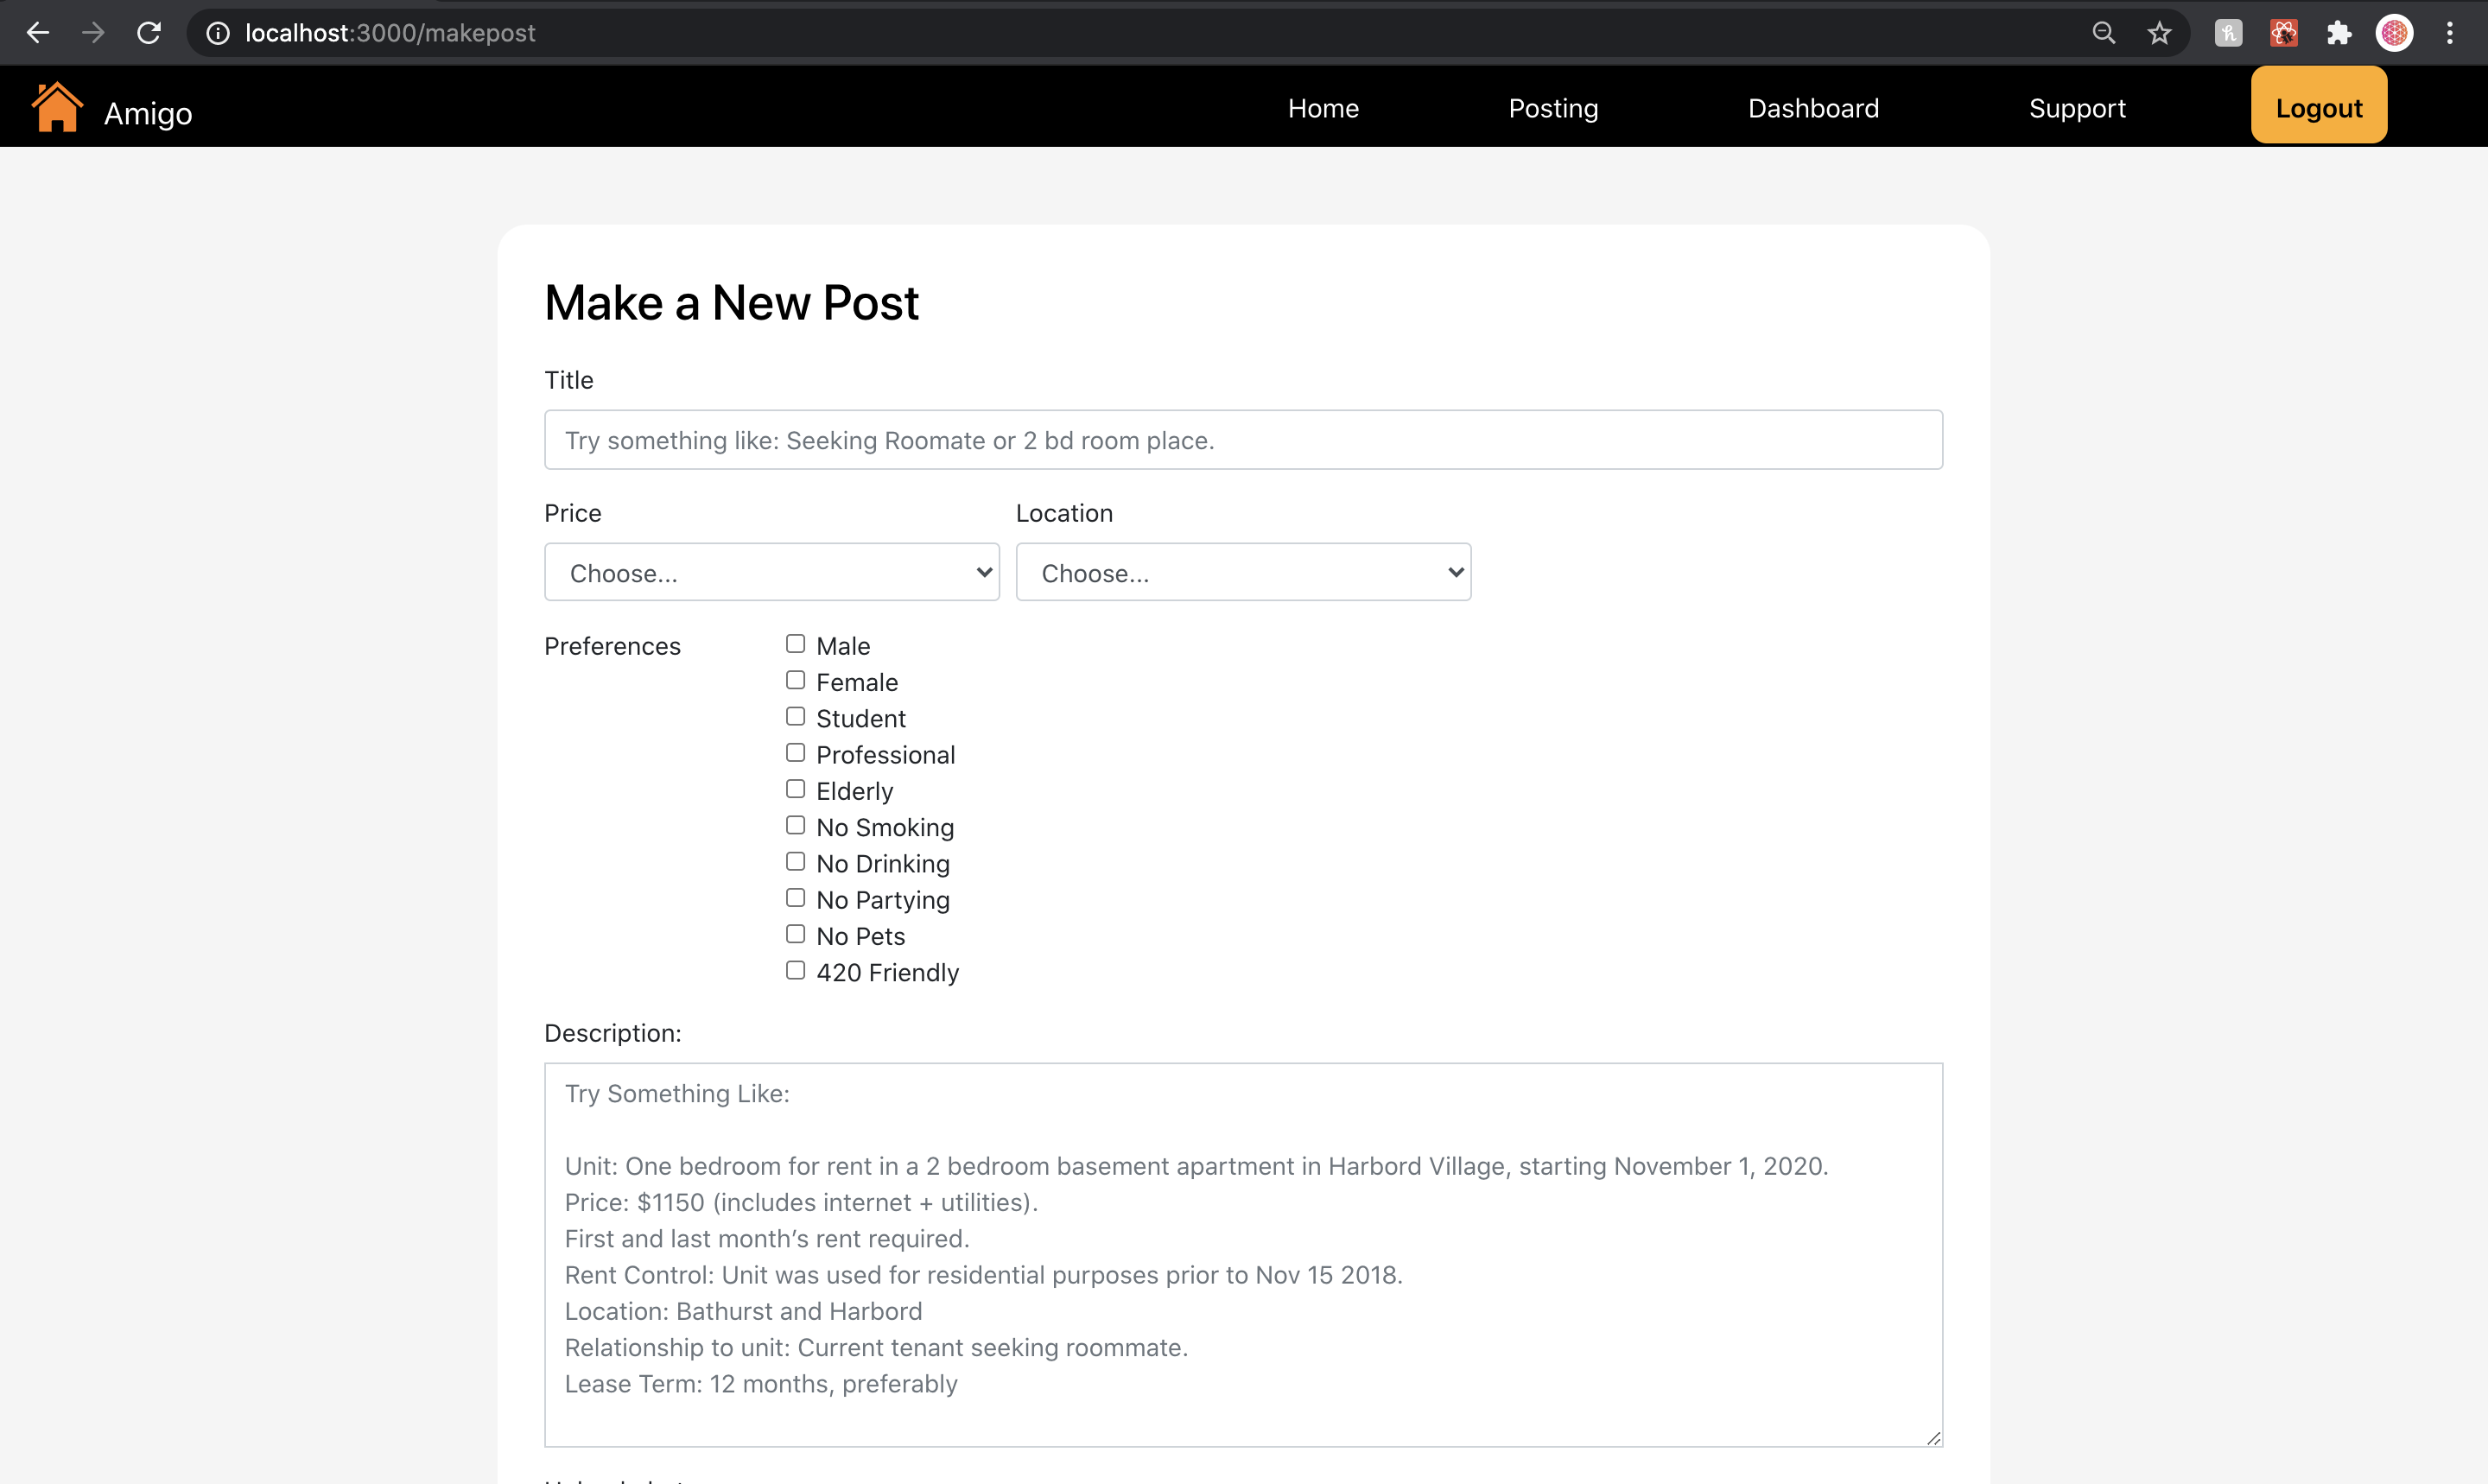 localhost:3000/makepost
Amigo
Home Posting Dashboard Support Logout
Make a New Post
Title
Try something like: Seeking Roomate or 2 bd room place.
Price Location
Choose... Choose...
Preferences Male
Female
Student
Professional
Elderly
No Smoking
No Drinking
No Partying
No Pets
420 Friendly
Description:
Try Something Like:
Unit: One bedroom for rent in a 2 bedroom basement apartment in Harbord Village, starting November 1, 2020.
Price: $1150 (includes internet + utilities).
First and last month’s rent required.
Rent Control: Unit was used for residential purposes prior to Nov 15 2018.
Location: Bathurst and Harbord
Relationship to unit: Current tenant seeking roommate.
Lease Term: 12 months, preferably